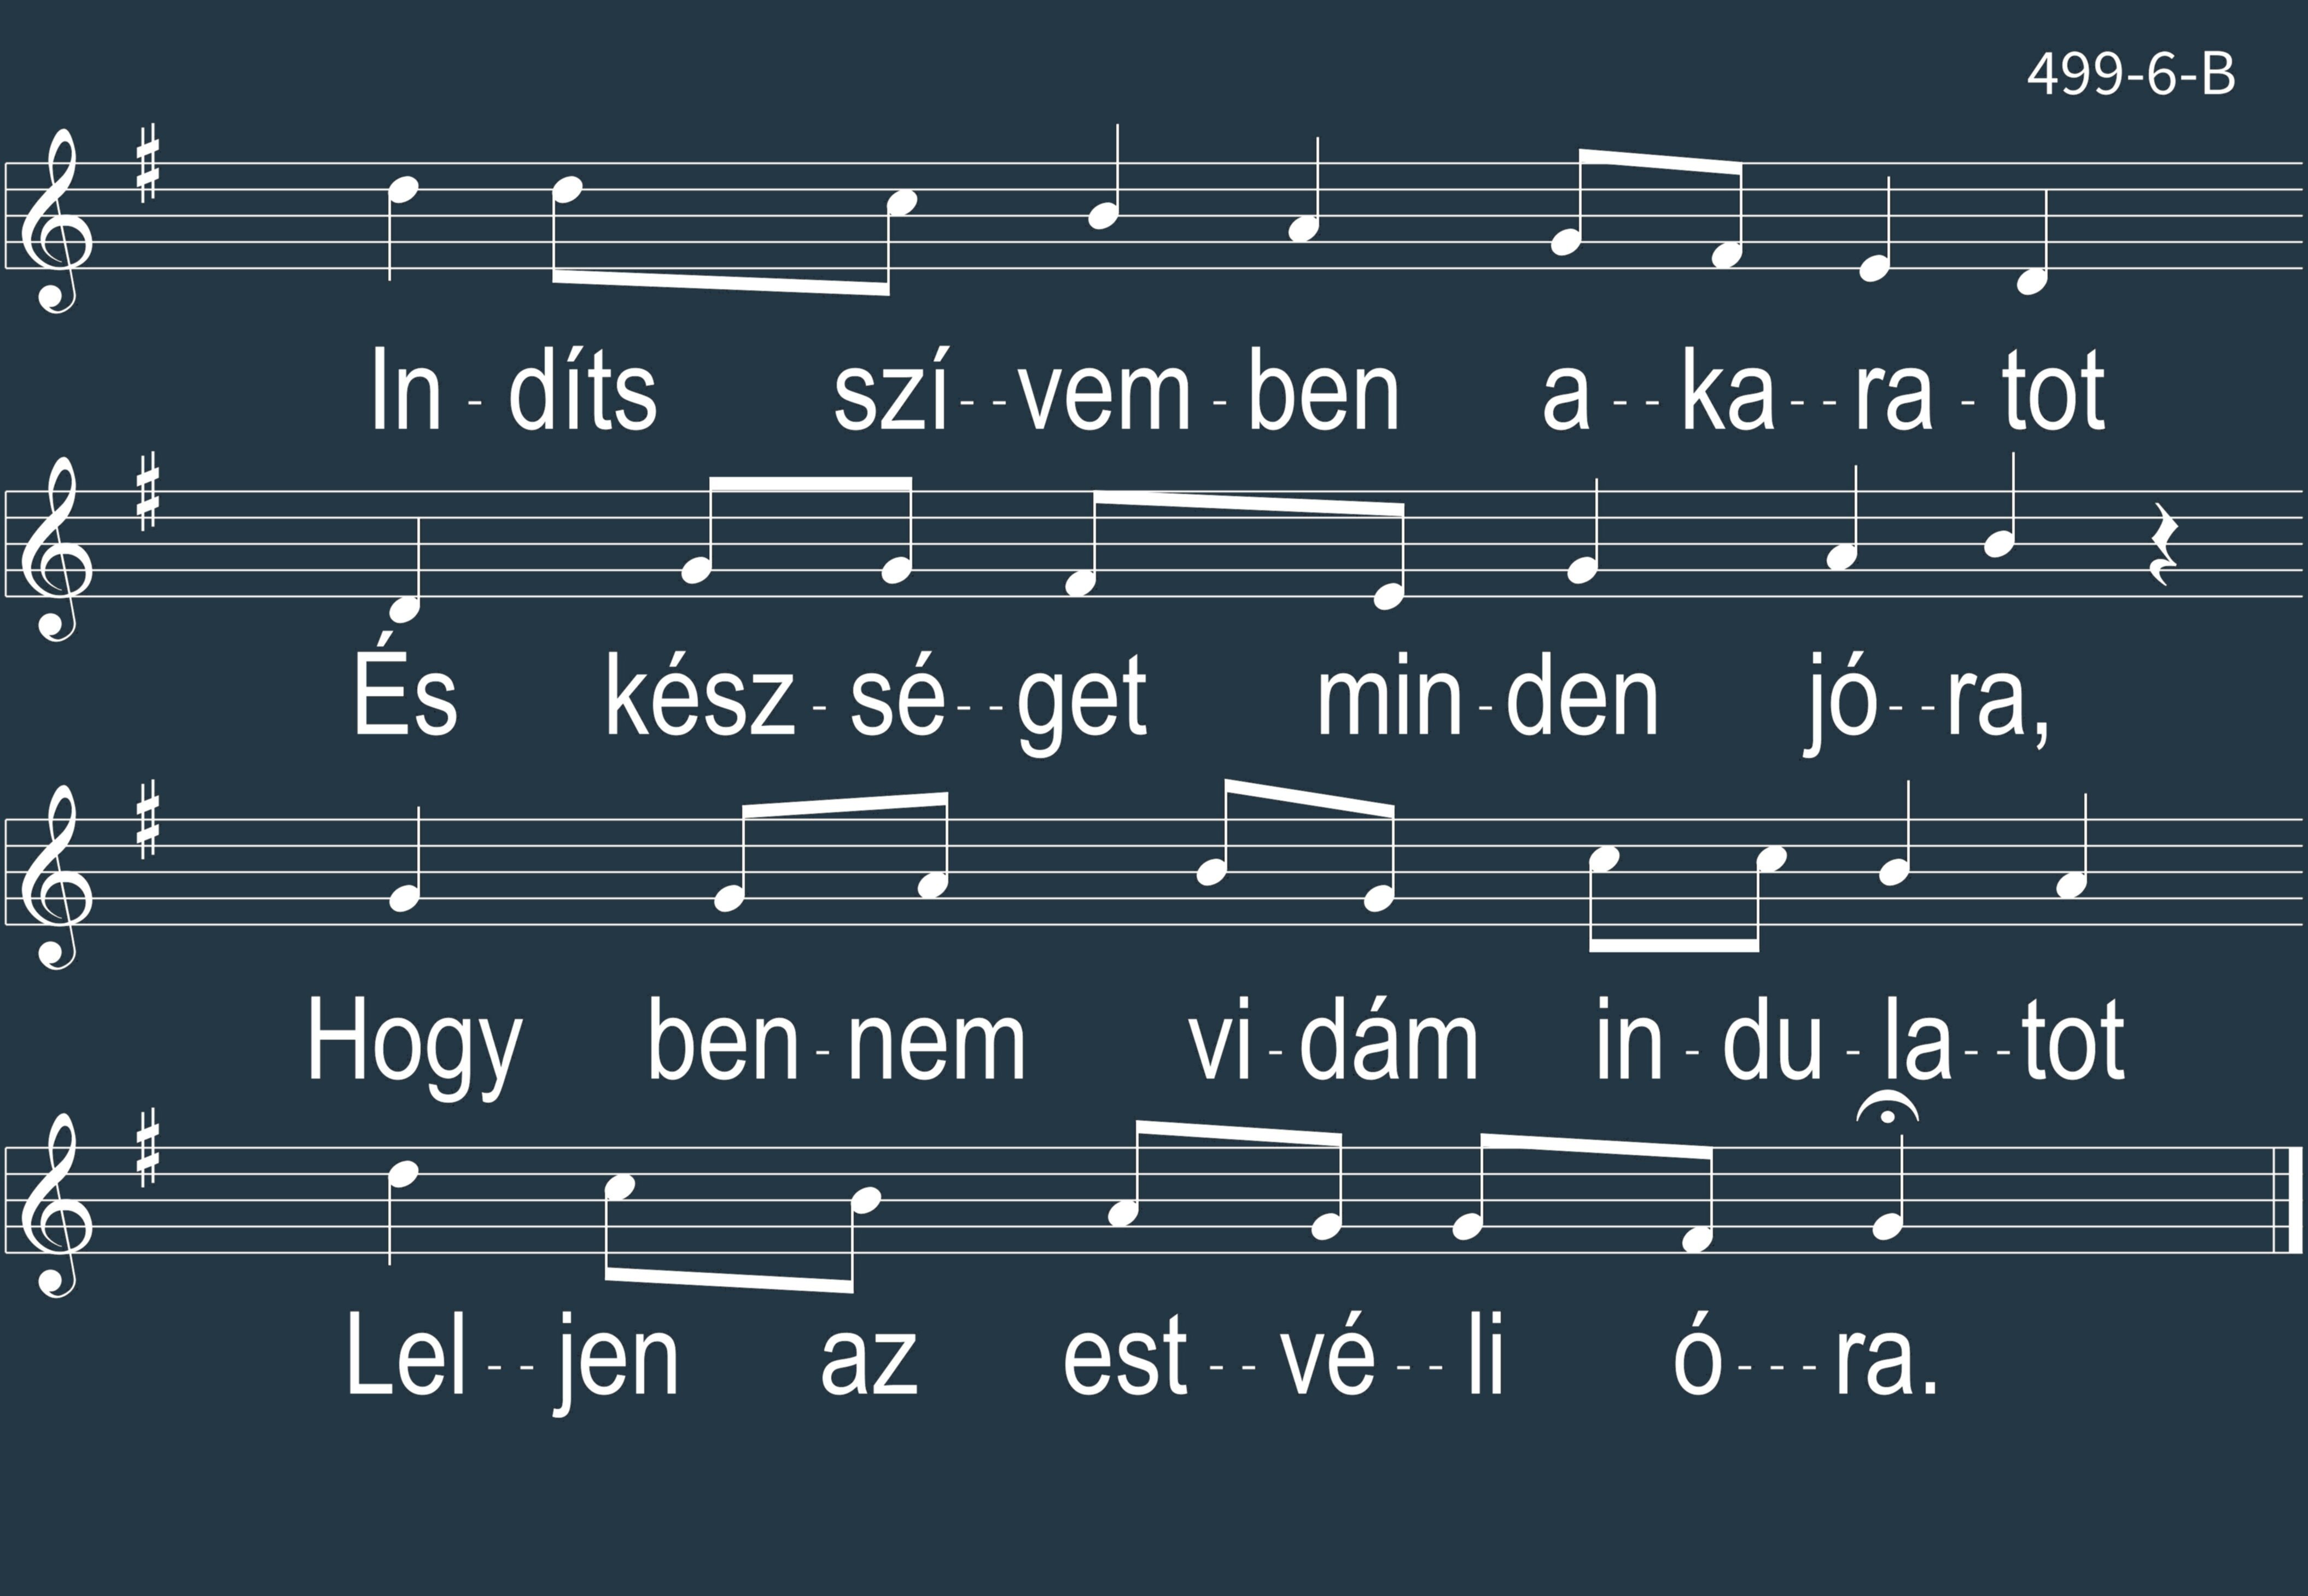 499-6-B
In - díts szí - - vem - ben a - - ka - - ra - tot
És kész - sé - - get min - den jó - - ra,
Hogy ben - nem vi - dám in - du - la - - tot
Lel - - jen az est - - vé - - li ó - - - ra.